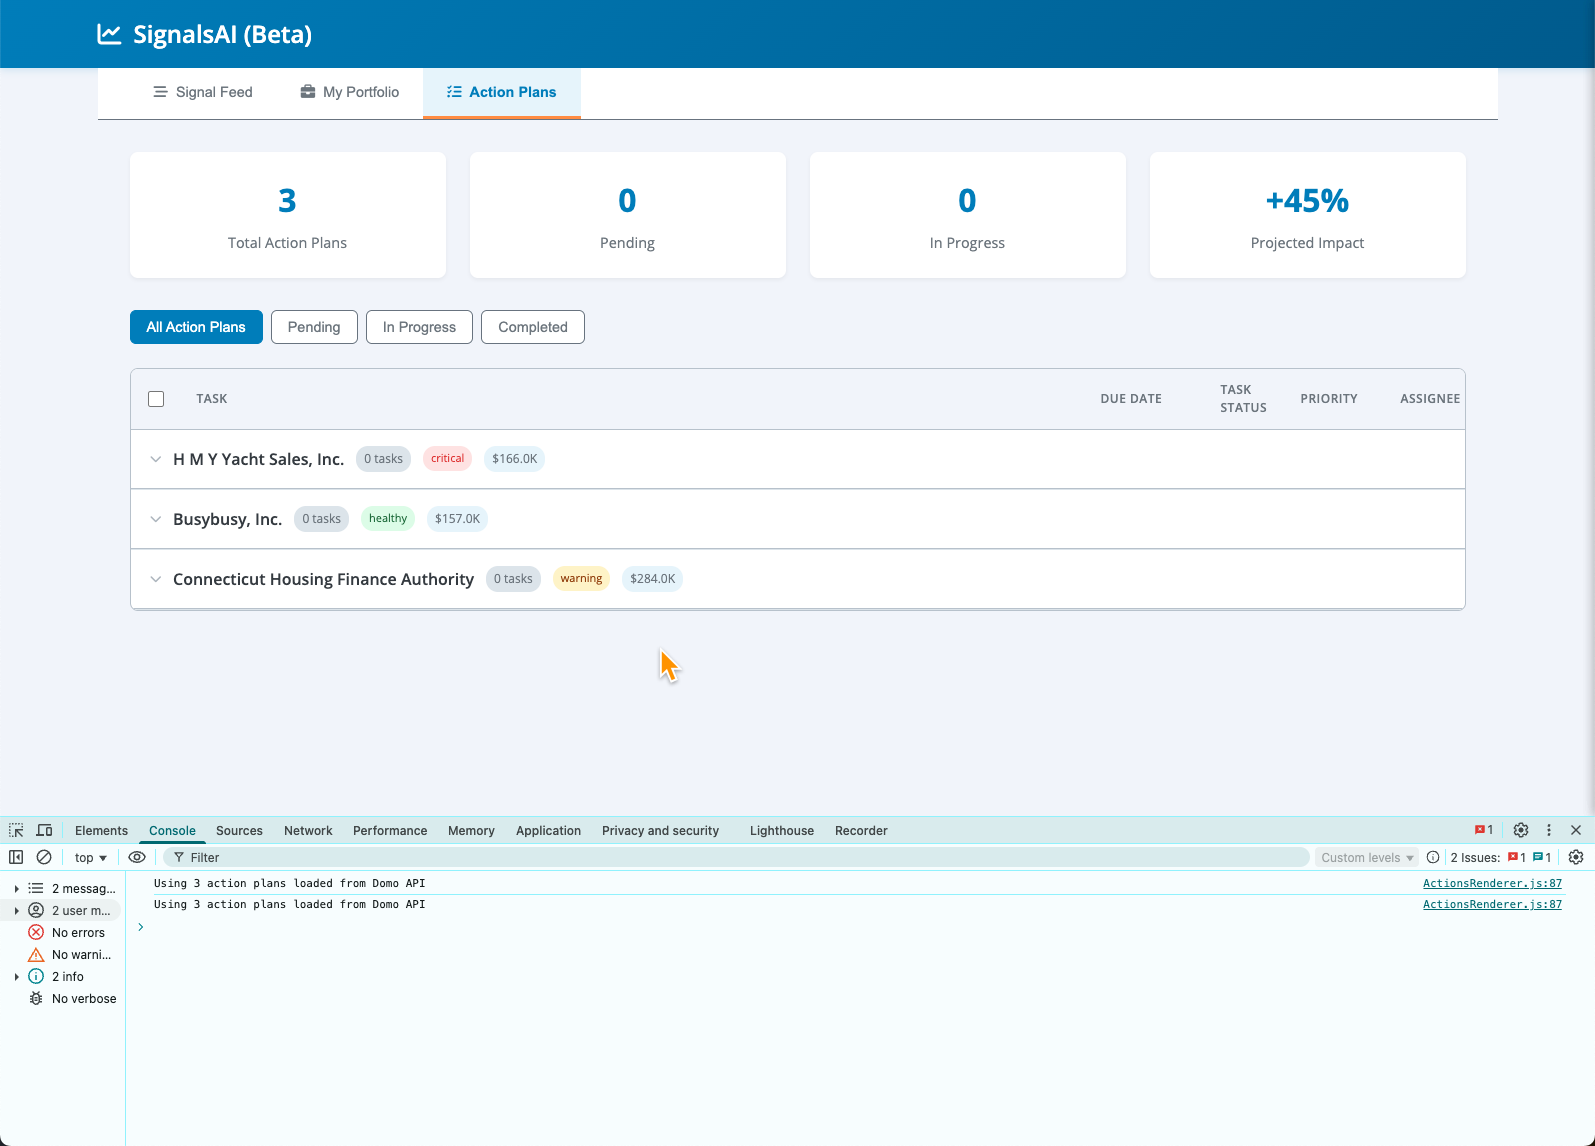 SignalsAI (Beta)
Signal Feed
My Portfolio
Action Plans
3
Total Action Plans
0
Pending
0
In Progress
+45%
Projected Impact
All Action Plans
Pending
In Progress
Completed
TASK
DUE DATE
TASK
STATUS
PRIORITY
ASSIGNEE
H M Y Yacht Sales, Inc. 0 tasks critical $166.0K
Busybusy, Inc. 0 tasks healthy $157.0K
Connecticut Housing Finance Authority 0 tasks warning $284.0K
Elements Console Sources Network Performance Memory Application Privacy and security Lighthouse Recorder 1
top Filter Custom levels 2 Issues: 1 1
2 messag...
2 user m...
No errors
No warni...
2 info
No verbose
Using 3 action plans loaded from Domo API ActionsRenderer.js:87
Using 3 action plans loaded from Domo API ActionsRenderer.js:87